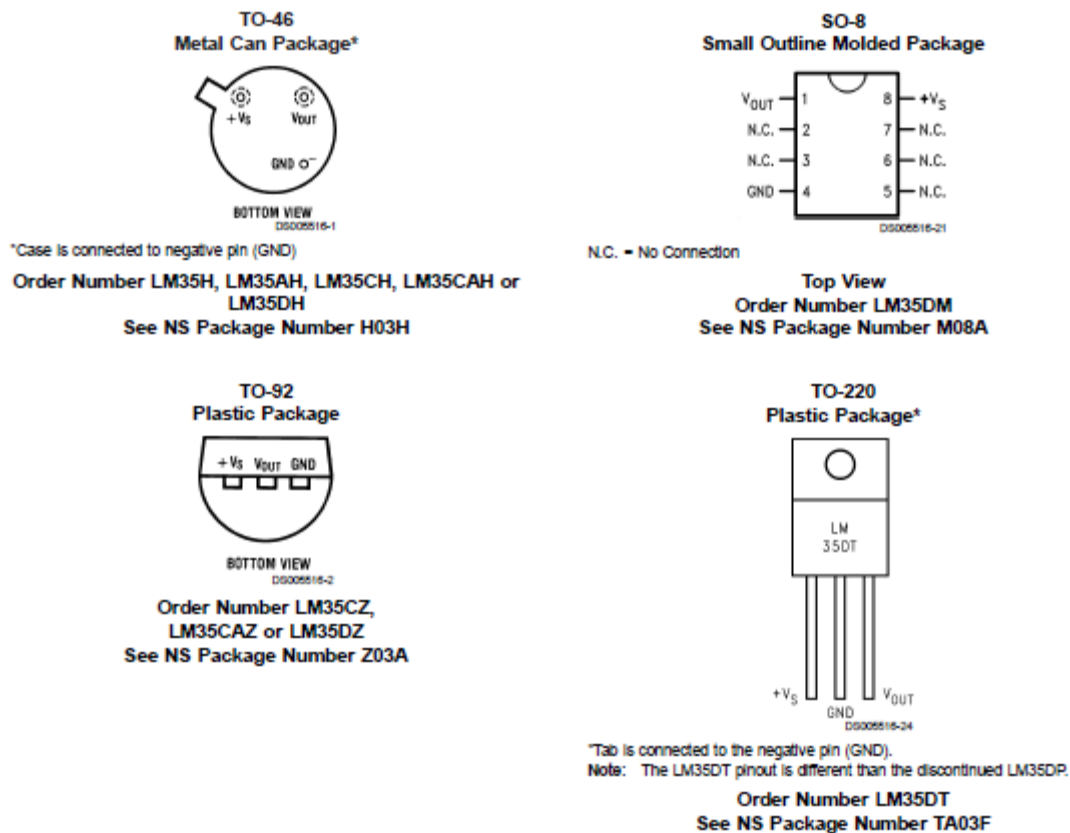 TO-46
Metal Can Package*
+VS
VOUT
GND
BOTTOM VIEW
DS005516-1
*Case is connected to negative pin (GND)
Order Number LM35H, LM35AH, LM35CH, LM35CAH or
LM35DH
See NS Package Number H03H
SO-8
Small Outline Molded Package
VOUT 1 8 +VS
N.C. 2 7 N.C.
N.C. 3 6 N.C.
GND 4 5 N.C.
DS005516-21
N.C. = No Connection
Top View
Order Number LM35DM
See NS Package Number M08A
TO-92
Plastic Package
+VS VOUT GND
BOTTOM VIEW
DS005516-2
Order Number LM35CZ,
LM35CAZ or LM35DZ
See NS Package Number Z03A
TO-220
Plastic Package*
LM
35DT
+VS
GND
VOUT
DS005516-24
*Tab is connected to the negative pin (GND).
Note: The LM35DT pinout is different than the discontinued LM35DP.
Order Number LM35DT
See NS Package Number TA03F